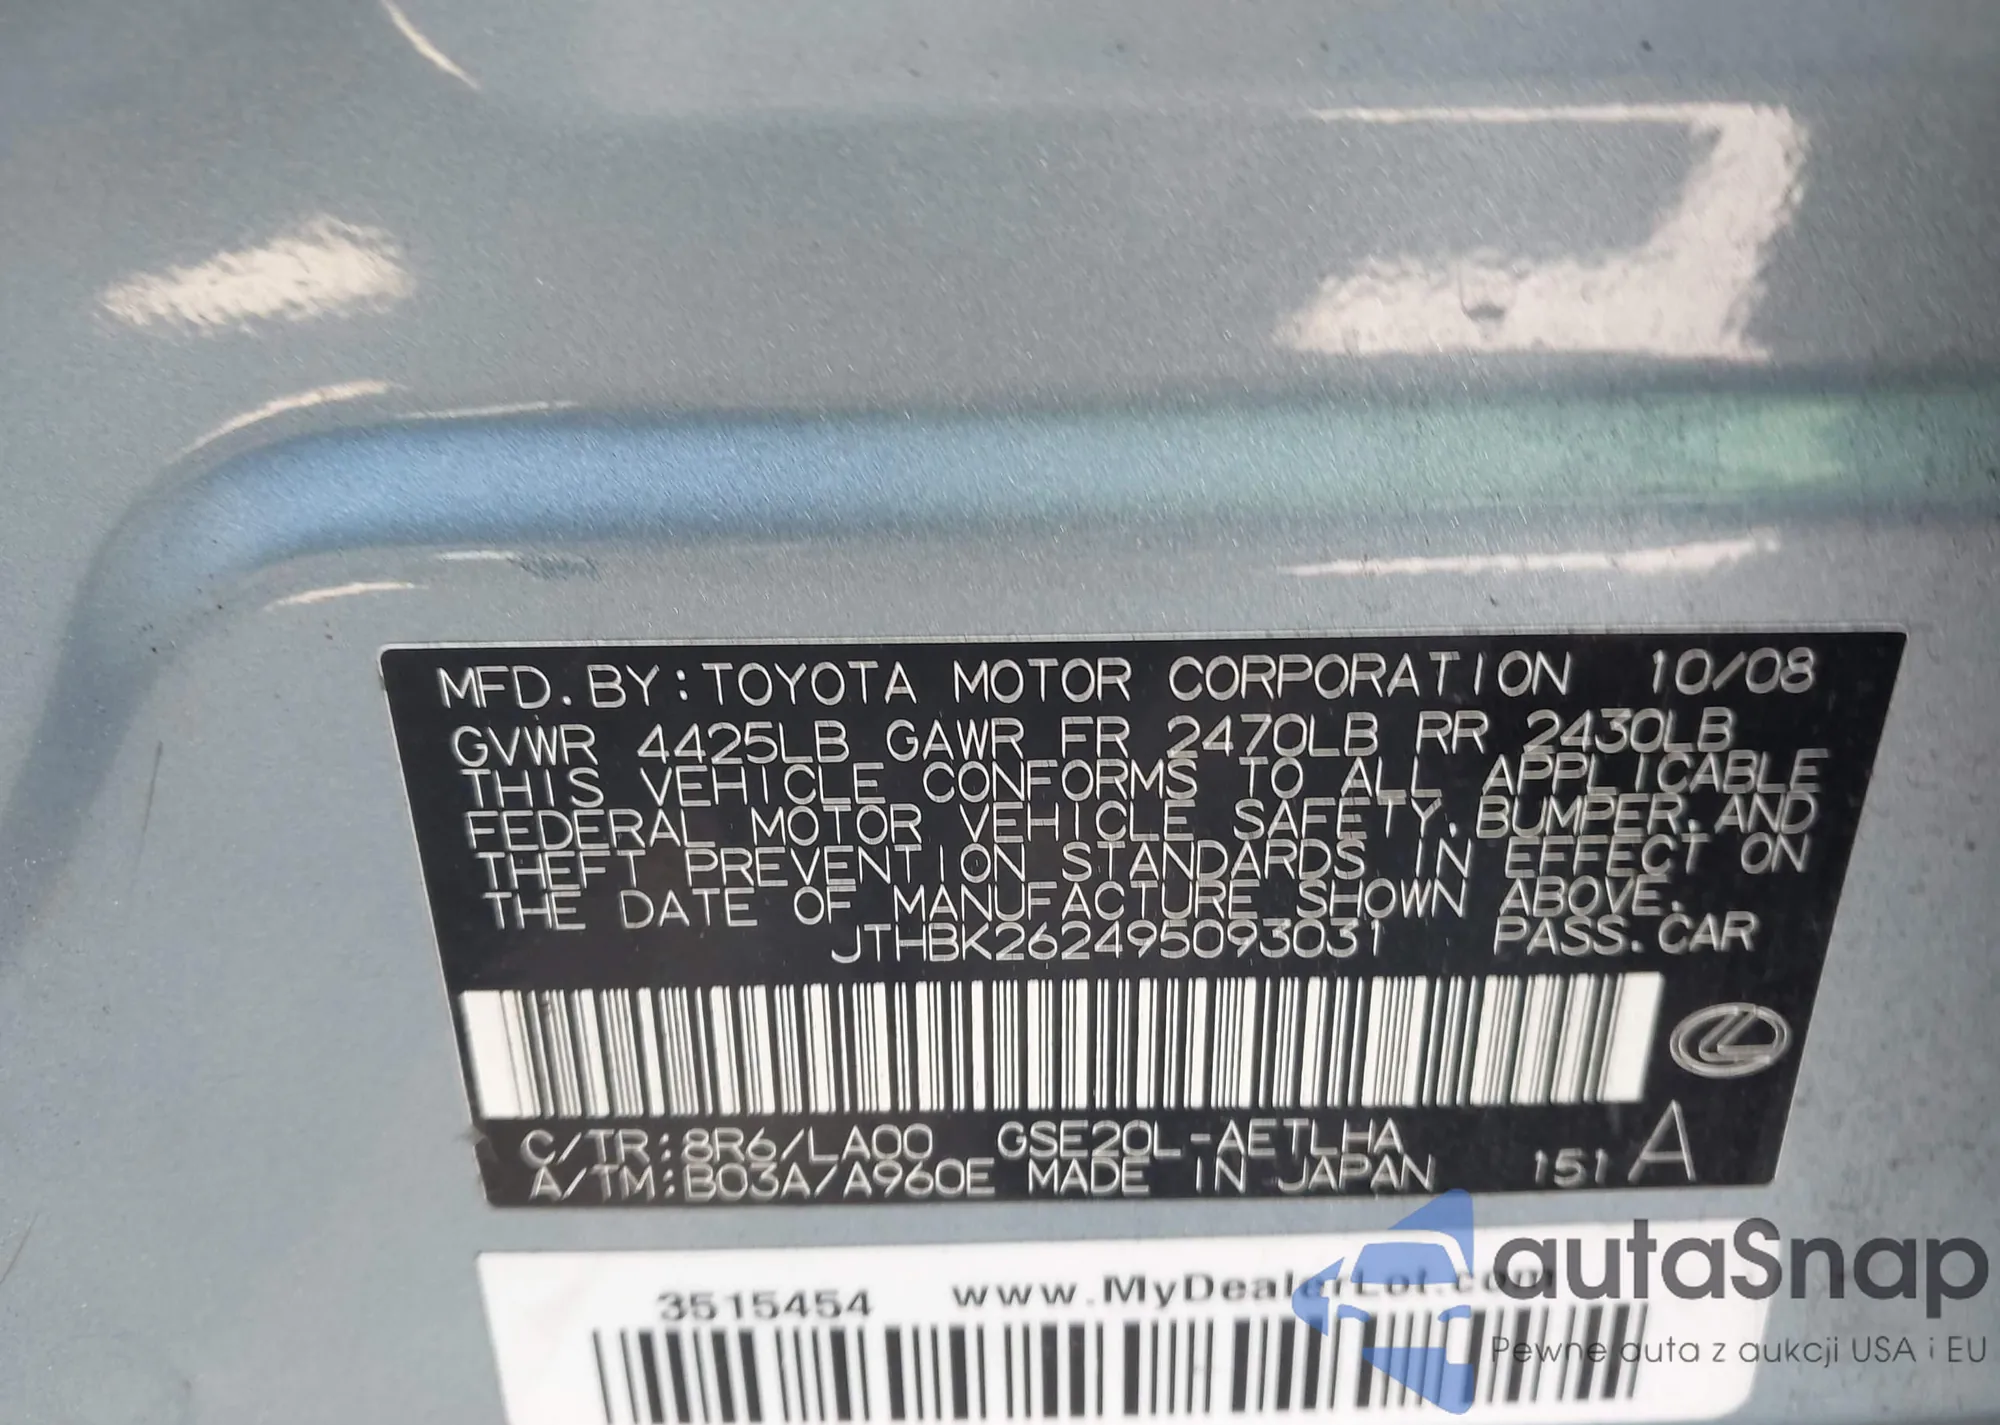 MFD. BY: TOYOTA MOTOR CORPORATION 10/08
GVWR 4425LB GAWR FR 2470LB RR 2430LB
THIS VEHICLE CONFORMS TO ALL APPLICABLE
FEDERAL MOTOR VEHICLE SAFETY, BUMPER, AND
THEFT PREVENTION STANDARDS IN EFFECT ON
THE DATE OF MANUFACTURE SHOWN ABOVE.
JTHBK262495093031 PASS. CAR
C/TR: 8R6/LA00 GSE20L-AETLHA
A/TM: B03A/A960E MADE IN JAPAN 151 A
3515454 www.MyDealerLot.com
autaSnap
Pewne auta z aukcji USA i EU